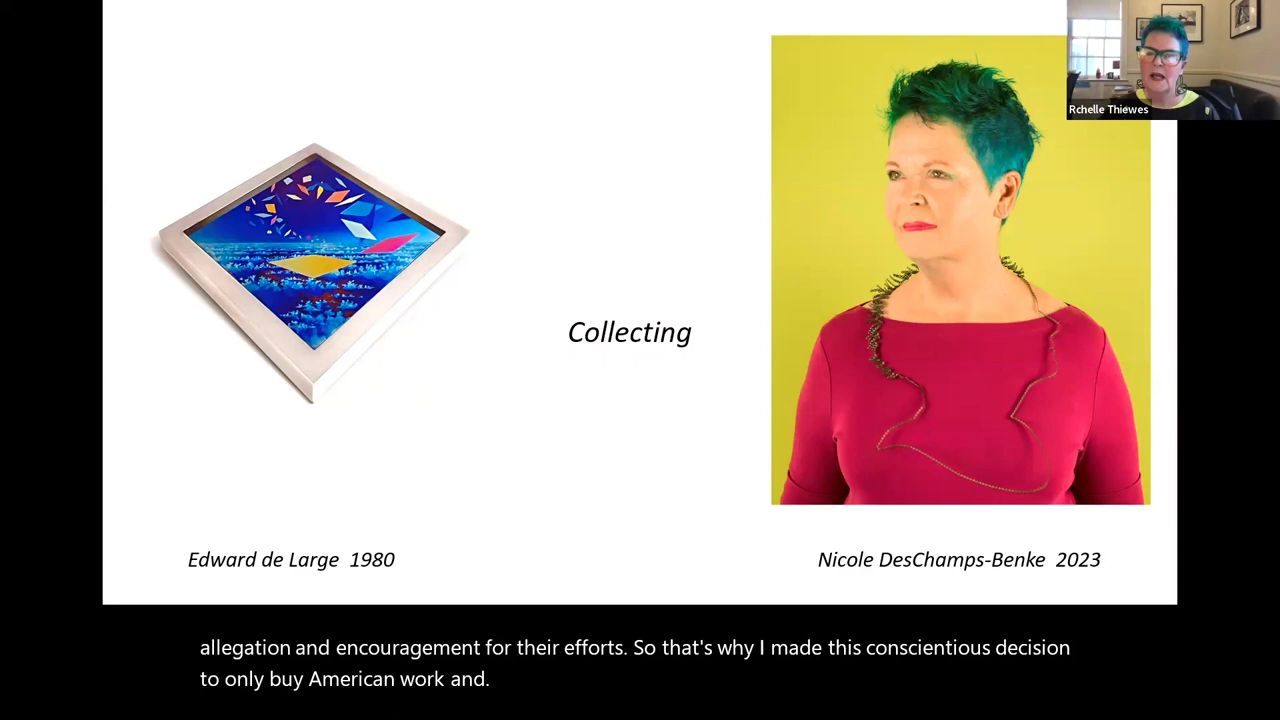 Rchelle Thiewes
Collecting
Edward de Large  1980
Nicole DesChamps-Benke  2023
allegation and encouragement for their efforts. So that's why I made this conscientious decision
to only buy American work and.